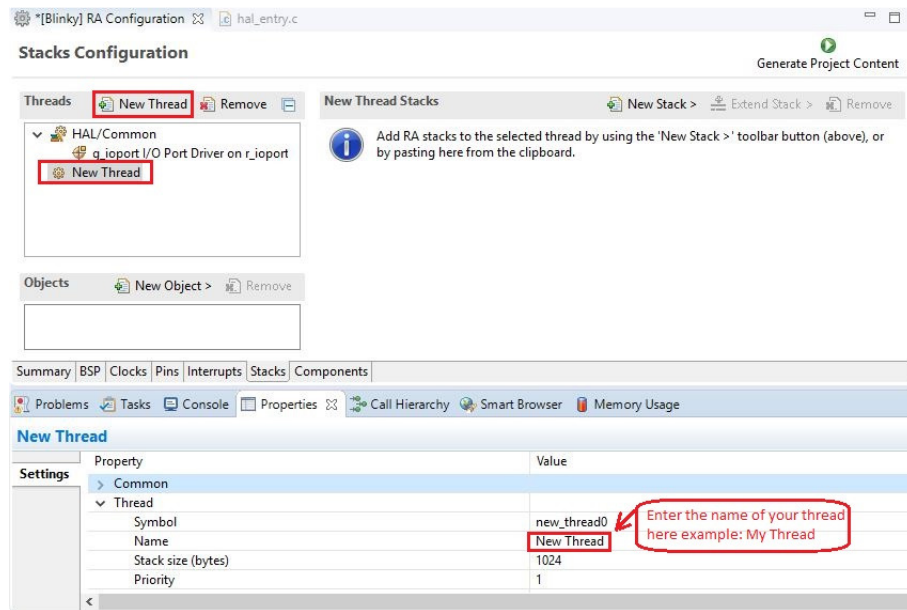 *[Blinky] RA Configuration
hal_entry.c
Stacks Configuration
Generate Project Content
Threads
New Thread
Remove
HAL/Common
g_ioport I/O Port Driver on r_ioport
New Thread
New Thread Stacks
New Stack >
Extend Stack >
Remove
Add RA stacks to the selected thread by using the 'New Stack >' toolbar button (above), or
by pasting here from the clipboard.
Objects
New Object >
Remove
Summary BSP Clocks Pins Interrupts Stacks Components
Problems Tasks Console Properties Call Hierarchy Smart Browser Memory Usage
New Thread
Settings
Property Value
Common
Thread
Symbol new_thread0
Name New Thread
Stack size (bytes) 1024
Priority 1
Enter the name of your thread
here example: My Thread